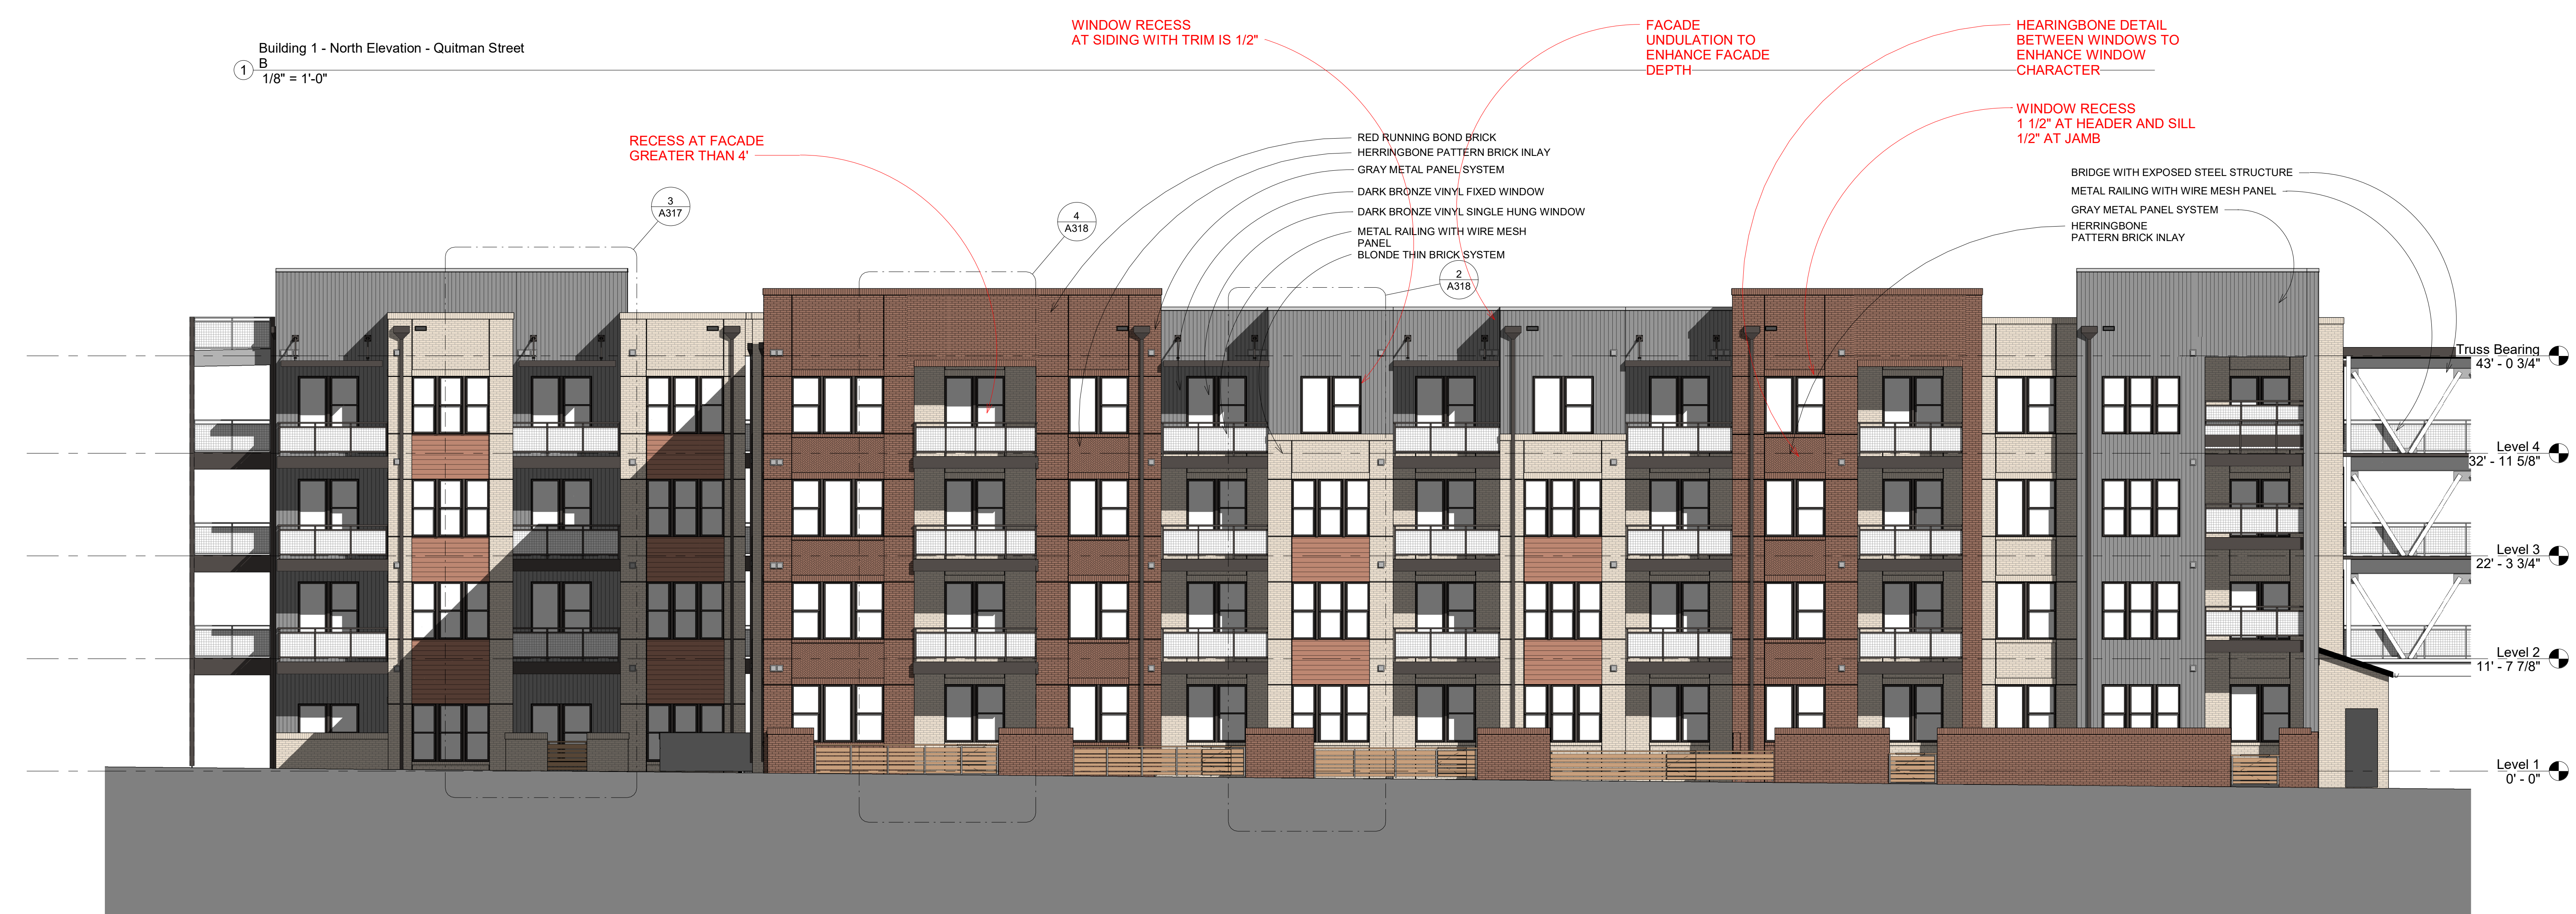 Building 1 - North Elevation - Quitman Street
B
1
1/8" = 1'-0"
WINDOW RECESS
AT SIDING WITH TRIM IS 1/2"
FACADE
UNDULATION TO
ENHANCE FACADE
DEPTH
HEARINGBONE DETAIL
BETWEEN WINDOWS TO
ENHANCE WINDOW
CHARACTER
WINDOW RECESS
1 1/2" AT HEADER AND SILL
1/2" AT JAMB
RECESS AT FACADE
GREATER THAN 4'
RED RUNNING BOND BRICK
HERRINGBONE PATTERN BRICK INLAY
GRAY METAL PANEL SYSTEM
DARK BRONZE VINYL FIXED WINDOW
DARK BRONZE VINYL SINGLE HUNG WINDOW
METAL RAILING WITH WIRE MESH
PANEL
BLONDE THIN BRICK SYSTEM
BRIDGE WITH EXPOSED STEEL STRUCTURE
METAL RAILING WITH WIRE MESH PANEL
GRAY METAL PANEL SYSTEM
HERRINGBONE
PATTERN BRICK INLAY
3
A317
4
A318
2
A318
Truss Bearing
43' - 0 3/4"
Level 4
32' - 11 5/8"
Level 3
22' - 3 3/4"
Level 2
11' - 7 7/8"
Level 1
0' - 0"